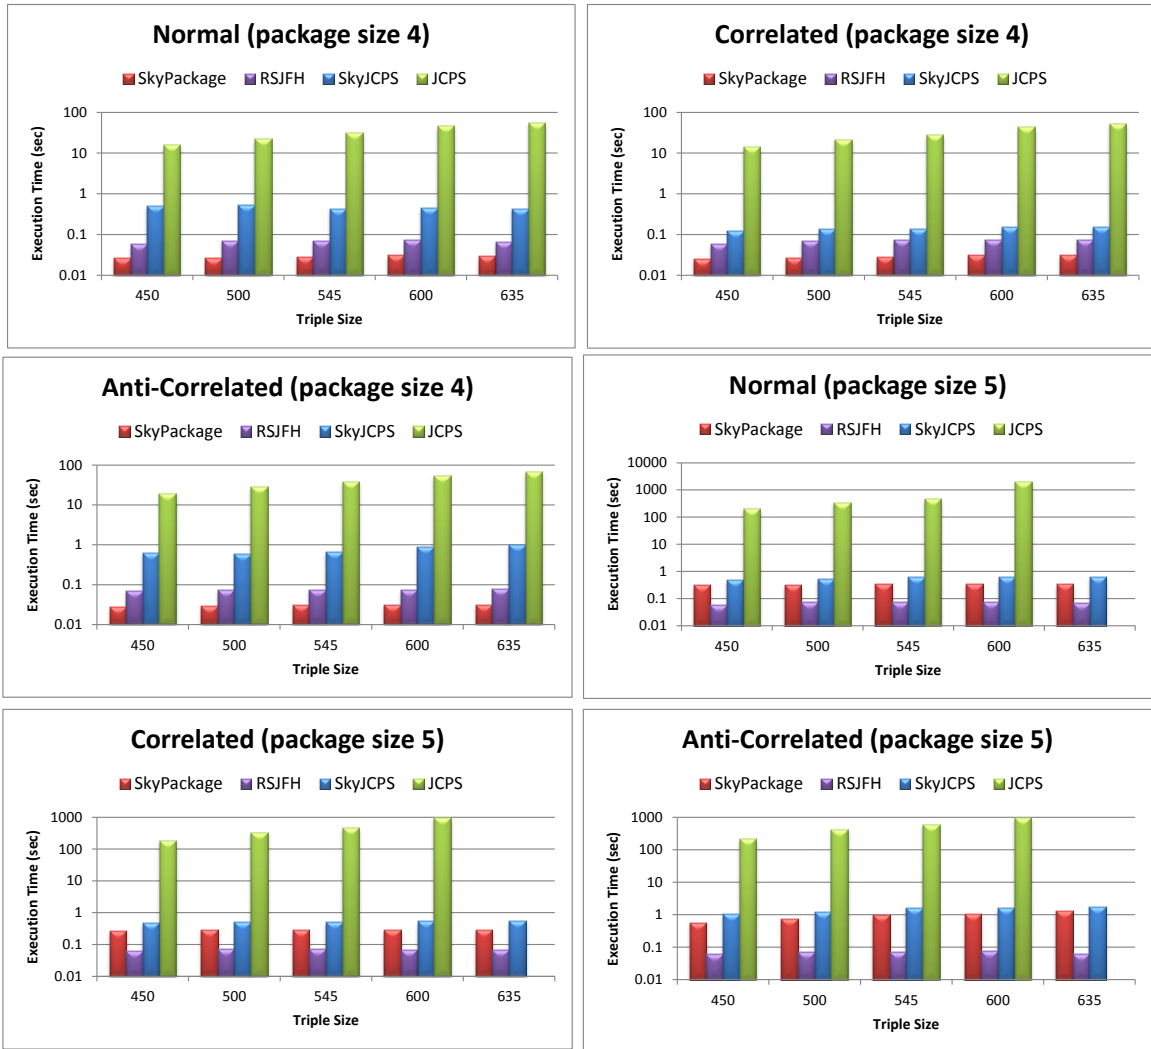 Normal (package size 4)
SkyPackage RSJFH SkyJCPS JCPS
Execution Time (sec)
100
10
1
0.1
0.01
450 500 545 600 635
Triple Size
Correlated (package size 4)
SkyPackage RSJFH SkyJCPS JCPS
Execution Time (sec)
100
10
1
0.1
0.01
450 500 545 600 635
Triple Size
Anti-Correlated (package size 4)
SkyPackage RSJFH SkyJCPS JCPS
Execution Time (sec)
100
10
1
0.1
0.01
450 500 545 600 635
Triple Size
Normal (package size 5)
SkyPackage RSJFH SkyJCPS JCPS
Execution Time (sec)
10000
1000
100
10
1
0.1
0.01
450 500 545 600 635
Triple Size
Correlated (package size 5)
SkyPackage RSJFH SkyJCPS JCPS
Execution Time (sec)
1000
100
10
1
0.1
0.01
450 500 545 600 635
Triple Size
Anti-Correlated (package size 5)
SkyPackage RSJFH SkyJCPS JCPS
Execution Time (sec)
1000
100
10
1
0.1
0.01
450 500 545 600 635
Triple Size